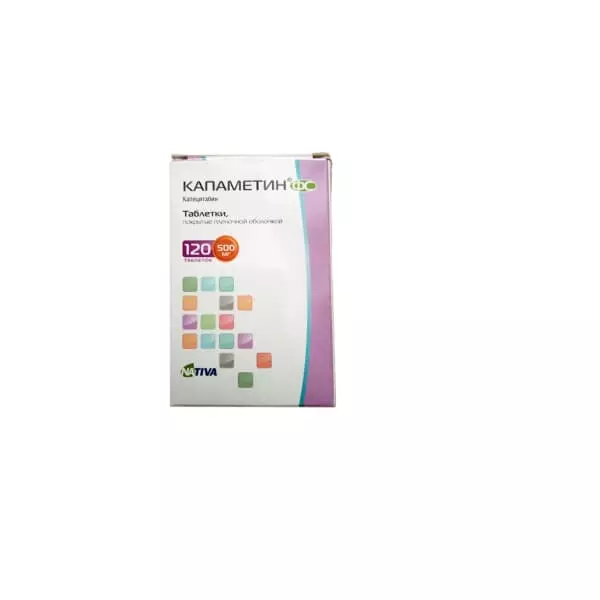 КАПАМЕТИН® ФС
Капецитабин
Таблетки,
покрытые пленочной оболочкой
120 500
таблеток мг
NATIVA